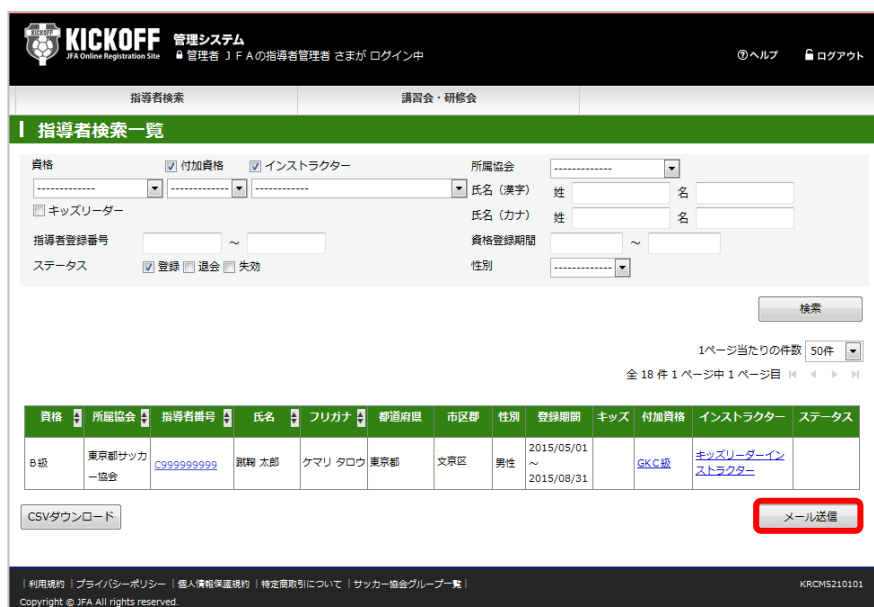 KICKOFF KICKOFF 管理システム
JFA Online Registration Site 管理者 ＪＦＡの指導者管理者 さまが ログイン中 ?ヘルプ ログアウト
指導者検索 講習会・研修会
指導者検索一覧
資格 付加資格 インストラクター 所属協会 -------------
------------- ------------- ------------ 氏名（漢字） 姓 名
キッズリーダー 氏名（カナ） 姓 名
指導者登録番号 ～ 資格登録期間 ～
ステータス 登録 退会 失効 性別 -------------
検索
1ページ当たりの件数 50件
全 18 件 1 ページ中 1 ページ目
資格 所属協会 指導者番号 氏名 フリガナ 都道府県 市区郡 性別 登録期間 キッズ 付加資格 インストラクター ステータス
B級 東京都サッカー協会 C999999999 蹴鞠 太郎 ケマリ タロウ 東京都 文京区 男性 2015/05/01 ～ 2015/08/31 GKC級 キッズリーダーインストラクター
CSVダウンロード メール送信
| 利用規約 | プライバシーポリシー | 個人情報保護規約 | 特定商取引について | サッカー協会グループ一覧 | KRCM5210101
Copyright © JFA All rights reserved.